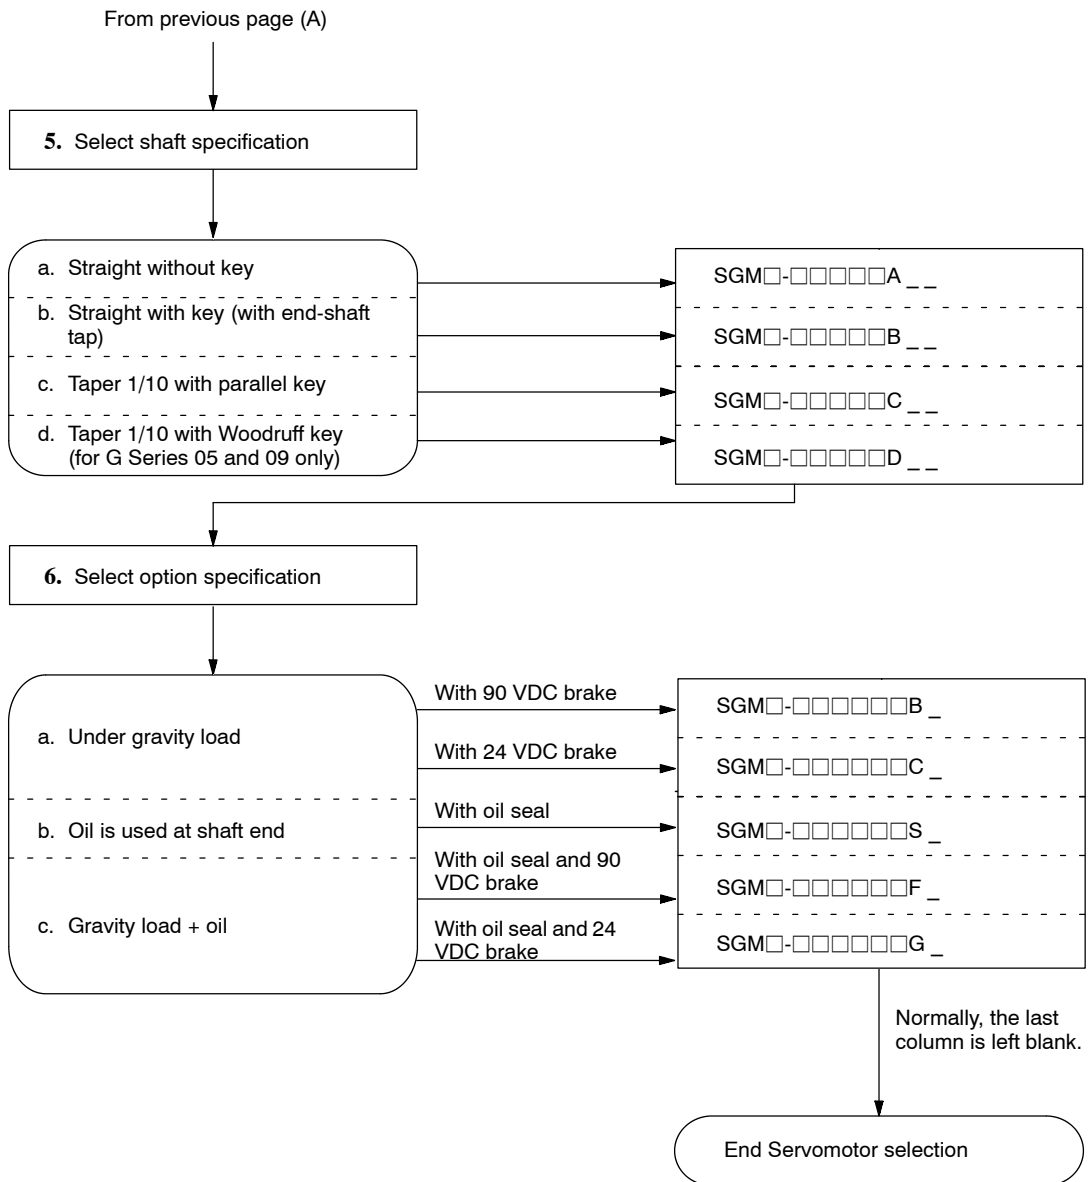 From previous page (A)
5. Select shaft specification
a. Straight without key
SGM□-□□□□□A _ _
b. Straight with key (with end-shaft
tap)
SGM□-□□□□□B _ _
c. Taper 1/10 with parallel key
SGM□-□□□□□C _ _
d. Taper 1/10 with Woodruff key
(for G Series 05 and 09 only)
SGM□-□□□□□D _ _
6. Select option specification
a. Under gravity load
With 90 VDC brake
SGM□-□□□□□□B _
With 24 VDC brake
SGM□-□□□□□□C _
b. Oil is used at shaft end
With oil seal
SGM□-□□□□□□S _
c. Gravity load + oil
With oil seal and 90
VDC brake
SGM□-□□□□□□F _
With oil seal and 24
VDC brake
SGM□-□□□□□□G _
Normally, the last
column is left blank.
End Servomotor selection